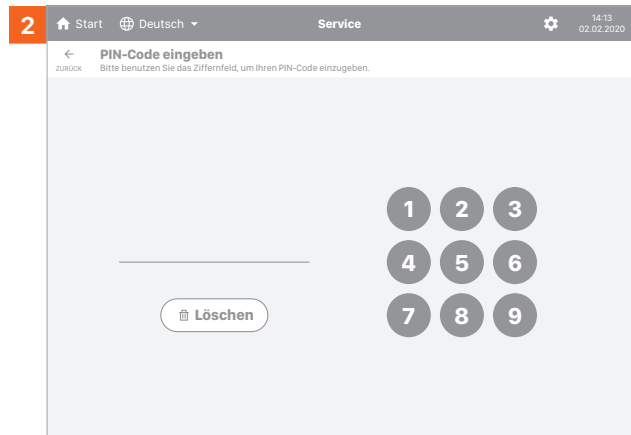 2
Start Deutsch Service 14:13
02.02.2020
PIN-Code eingeben
ZURÜCK Bitte benutzen Sie das Ziffernfeld, um Ihren PIN-Code einzugeben.
1 2 3
4 5 6
Löschen
7 8 9